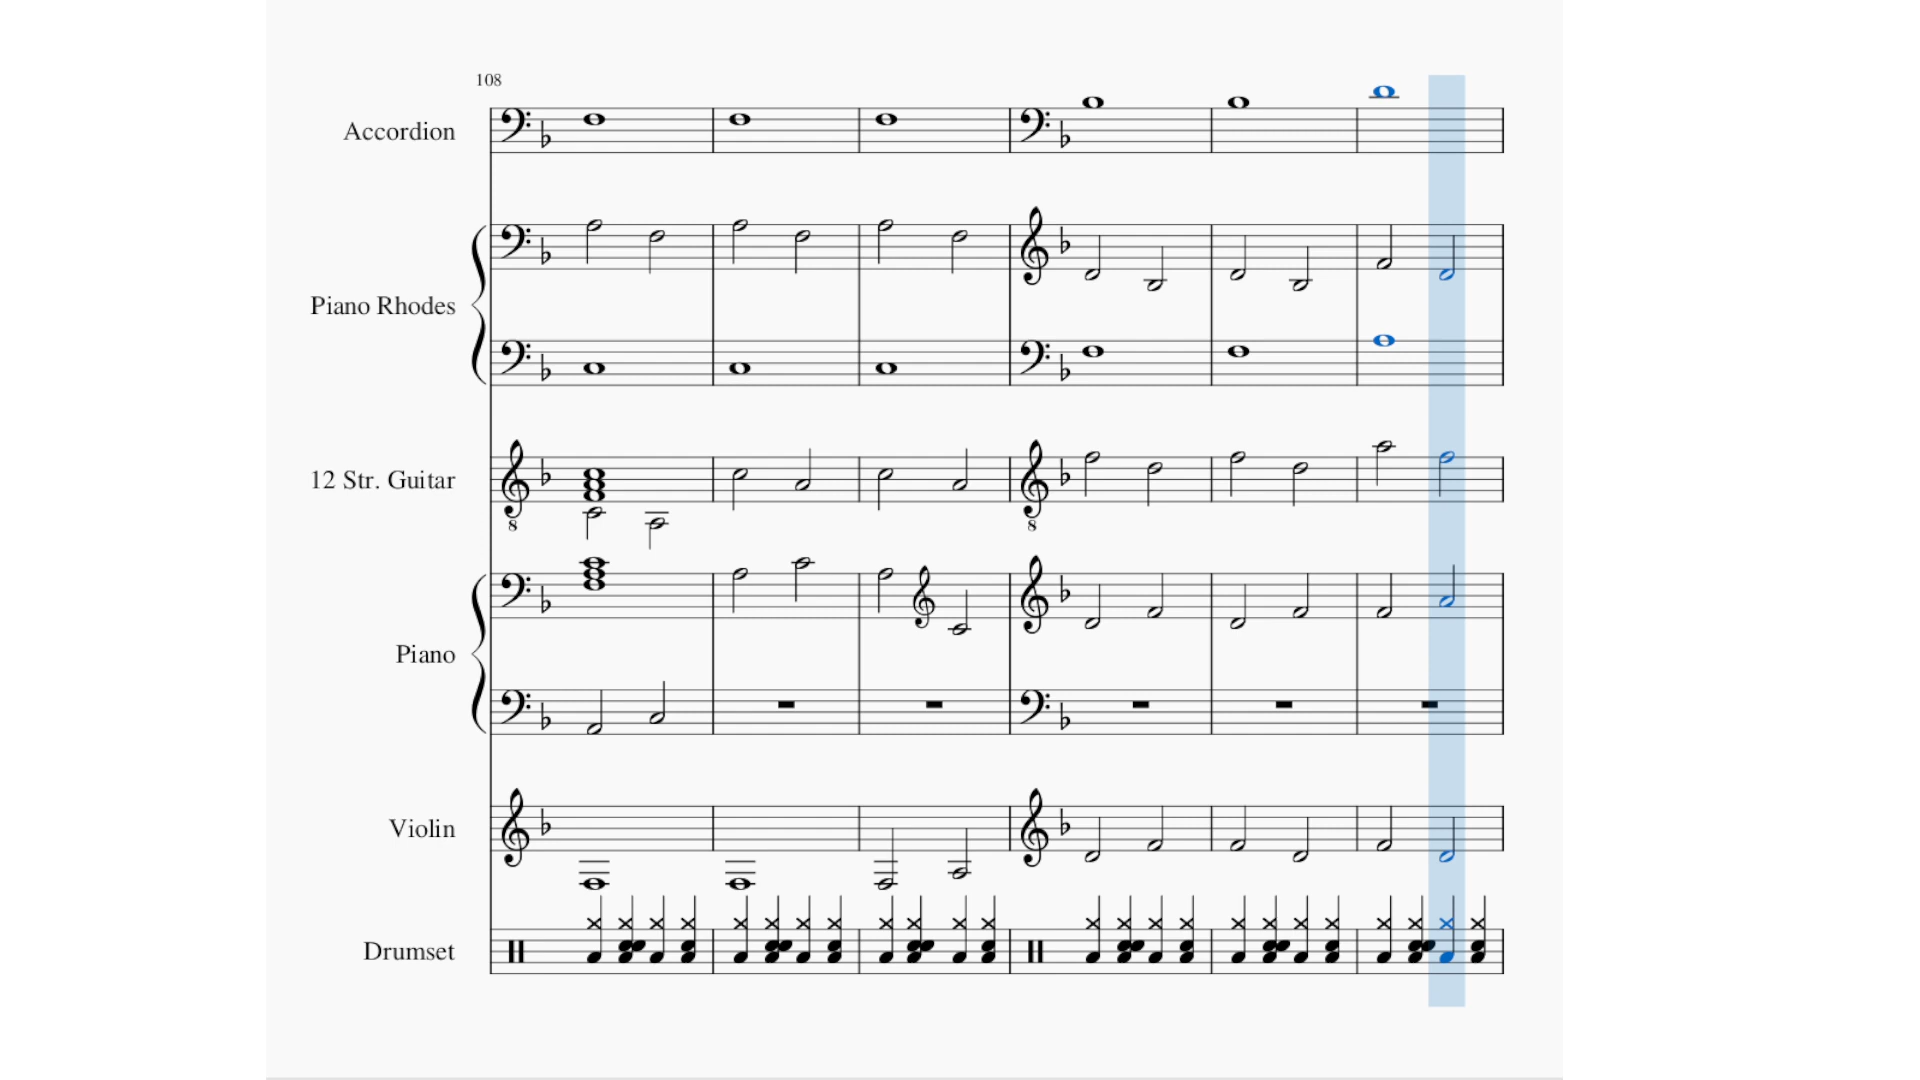 108
Accordion
Piano Rhodes
12 Str. Guitar
8
8
Piano
Violin
Drumset